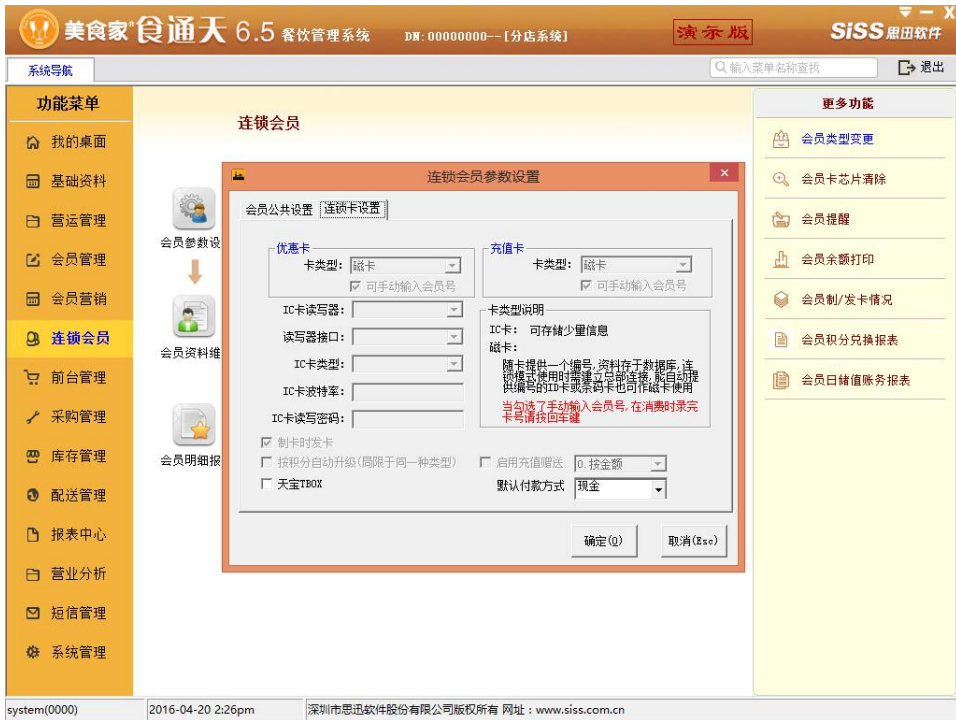 美食家 食通天 6.5 餐饮管理系统 DN:00000000--[分店系统] 演示版 SiSS 思迅软件
系统导航 输入菜单名称查找 退出
功能菜单
我的桌面
基础资料
营运管理
会员管理
会员营销
连锁会员
前台管理
采购管理
库存管理
配送管理
报表中心
营业分析
短信管理
系统管理
连锁会员
会员参数设
会员资料维
会员明细报
连锁会员参数设置
会员公共设置 连锁卡设置
优惠卡
卡类型: 磁卡
可手动输入会员号
充值卡
卡类型: 磁卡
可手动输入会员号
IC卡读写器:
读写器接口:
IC卡类型:
IC卡波特率:
IC卡读写密码:
卡类型说明
IC卡: 可存储少量信息
磁卡:
随卡提供一个编号,资料存于数据库,连
锁模式使用时需建立总部连接,能自动提
供编号的ID卡或条码卡也可作磁卡使用
当勾选了手动输入会员号,在消费时录完
卡号请按回车键
制卡时发卡
按积分自动升级(局限于同一种类型) 启用充值赠送 0.按金额
天宝TBOX 默认付款方式 现金
确定(O) 取消(Esc)
更多功能
会员类型变更
会员卡芯片清除
会员提醒
会员余额打印
会员制/发卡情况
会员积分兑换报表
会员日储值账务报表
system(0000) 2016-04-20 2:26pm 深圳市思迅软件股份有限公司版权所有 网址:www.siss.com.cn